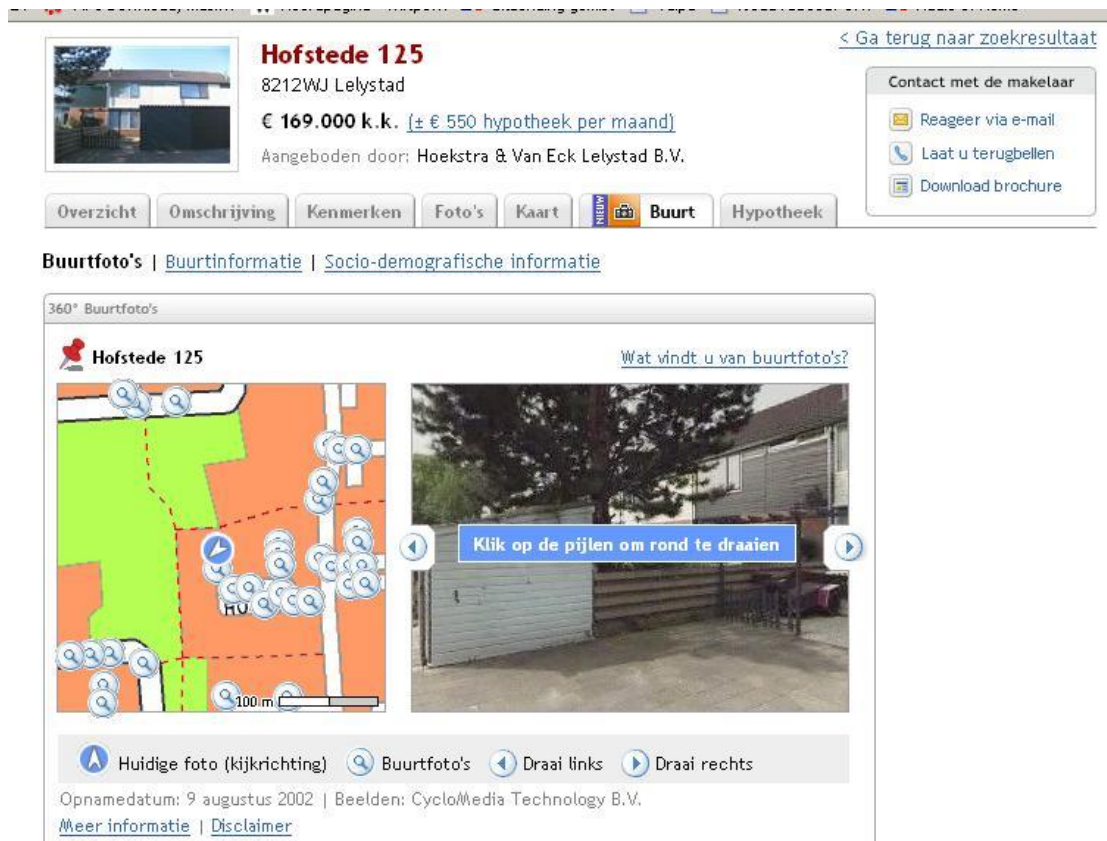 < Ga terug naar zoekresultaat
Hofstede 125
8212WJ Lelystad
€ 169.000 k.k. (± € 550 hypotheek per maand)
Aangeboden door: Hoekstra & Van Eck Lelystad B.V.
Contact met de makelaar
Reageer via e-mail
Laat u terugbellen
Download brochure
Overzicht Omschrijving Kenmerken Foto's Kaart NIEUW Buurt Hypotheek
Buurtfoto's | Buurtinformatie | Socio-demografische informatie
360° Buurtfoto's
Hofstede 125
Wat vindt u van buurtfoto's?
Klik op de pijlen om rond te draaien
HO
100 m
Huidige foto (kijkrichting) Buurtfoto's Draai links Draai rechts
Opnamedatum: 9 augustus 2002 | Beelden: CycloMedia Technology B.V.
Meer informatie | Disclaimer